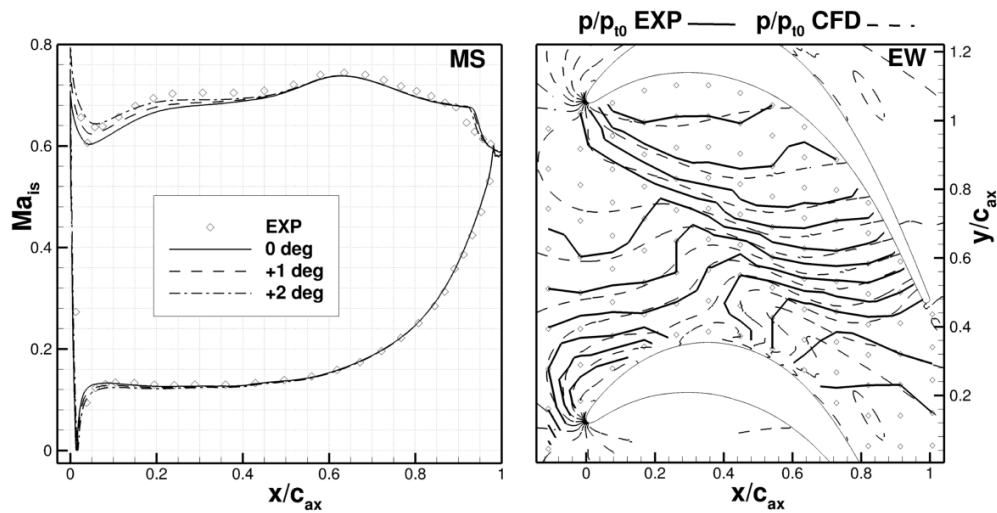 p/pt0 EXP p/pt0 CFD
MS
EW
0.8
0.6
0.4
0.2
0
Mais
EXP
0 deg
+1 deg
+2 deg
0 0.2 0.4 0.6 0.8 1
x/cax
1.2
1
0.8
0.6
0.4
0.2
y/cax
0 0.2 0.4 0.6 0.8 1
x/cax